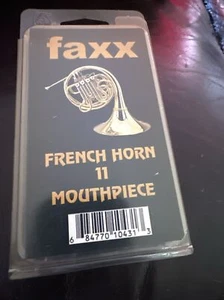 faxx
FRENCH HORN
11
MOUTHPIECE
6 84770 10431 3